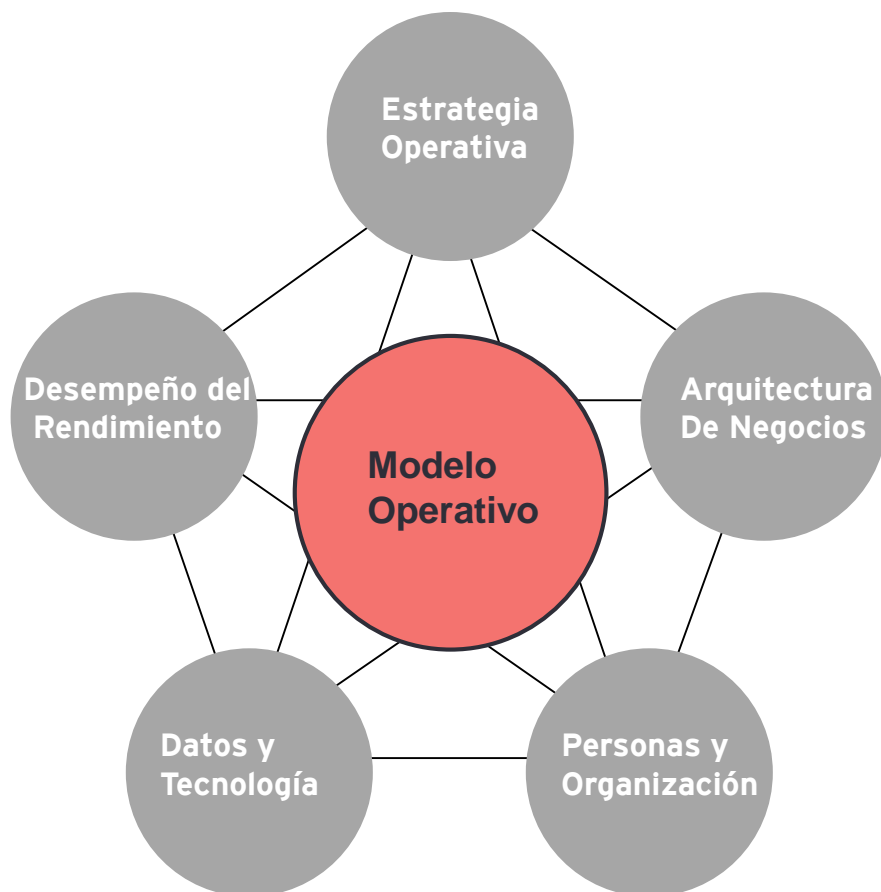 Estrategia
Operativa
Desempeño del
Rendimiento
Arquitectura
De Negocios
Modelo
Operativo
Datos y
Tecnología
Personas y
Organización